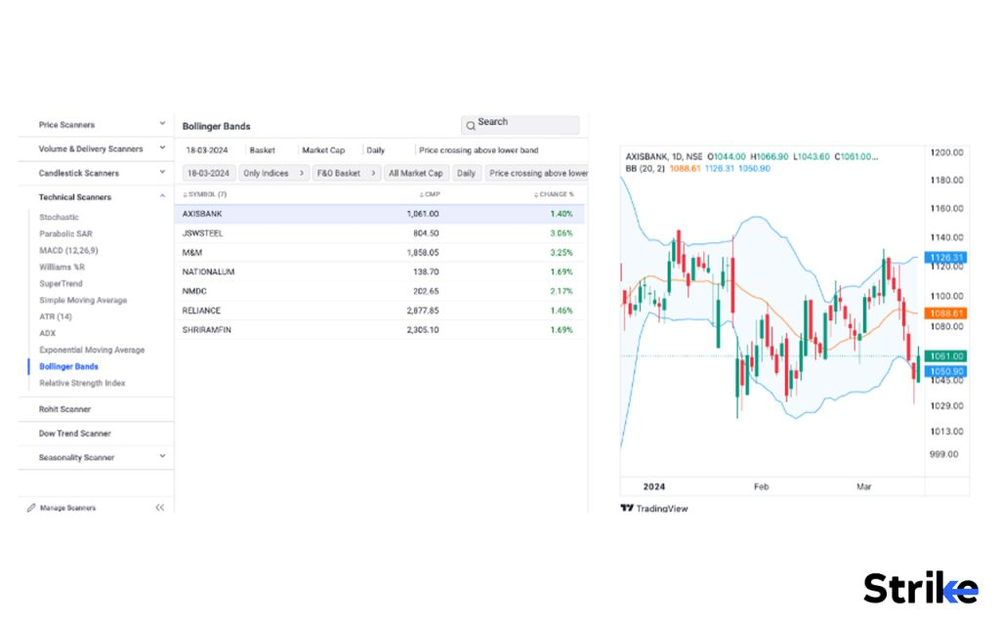 Price Scanners
Volume & Delivery Scanners
Candlestick Scanners
Technical Scanners
Stochastic
Parabolic SAR
MACD (12,26,9)
Williams %R
SuperTrend
Simple Moving Average
ATR (14)
ADX
Exponential Moving Average
Bollinger Bands
Relative Strength Index
Rohit Scanner
Dow Trend Scanner
Seasonality Scanner
Manage Scanners
Bollinger Bands
Search
18-03-2024 Basket Market Cap Daily Price crossing above lower band
18-03-2024 Only Indices F&O Basket All Market Cap Daily Price crossing above lower
SYMBOL (7) CMP CHANGE %
AXISBANK 1,061.00 1.40%
JSWSTEEL 804.50 3.06%
M&M 1,858.05 3.25%
NATIONALUM 138.70 1.69%
NMDC 202.65 2.17%
RELIANCE 2,877.85 1.46%
SHRIRAMFIN 2,305.10 1.69%
AXISBANK, 1D, NSE O1044.00 H1066.90 L1043.60 C1061.00...
BB (20, 2) 1088.61 1126.31 1050.90
1200.00
1180.00
1160.00
1140.00
1126.31
1120.00
1100.00
1088.61
1080.00
1061.00
1050.90
1045.00
1029.00
1013.00
999.00
2024 Feb Mar
TradingView
Strike